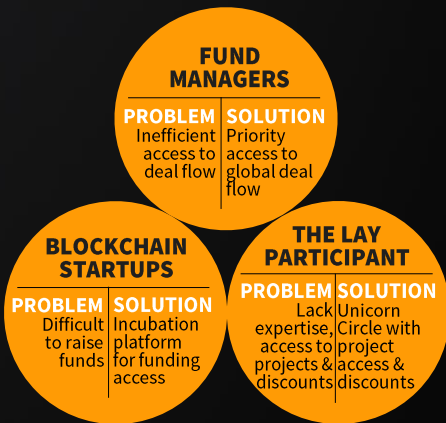 FUND
MANAGERS
PROBLEM
Inefficient
access to
deal flow
SOLUTION
Priority
access to
global deal
flow
BLOCKCHAIN
STARTUPS
PROBLEM
Difficult
to raise
funds
SOLUTION
Incubation
platform
for funding
access
THE LAY
PARTICIPANT
PROBLEM
Lack
expertise,
access to
projects &
discounts
SOLUTION
Unicorn
Circle with
project
access &
discounts